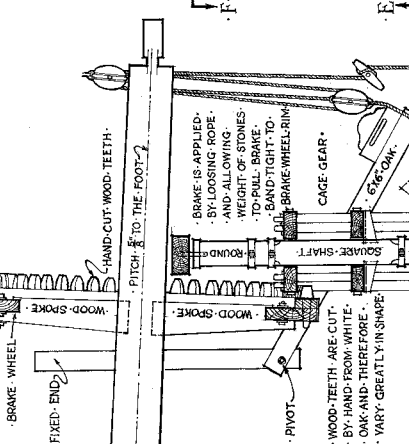 F
E
·HAND·CUT·WOOD·TEETH·
·PITCH·5/8"·TO THE FOOT·
·BRAKE·IS·APPLIED·
·BY·LOOSING·ROPE·
·AND·ALLOWING·
·WEIGHT·OF·STONES·
·TO·PULL·BRAKE·
·BAND·TIGHT·TO·
·BRAKE·WHEEL·RIM·
CAGE·GEAR·
6"X6"·OAK·
·ROUND·
SQUARE·SHAFT·
·WOOD·SPOKE·
WOOD·SPOKE·
·BRAKE·WHEEL·
FIXED·END
·PIVOT·
·WOOD·TEETH·ARE·CUT·
·BY·HAND·FROM·WHITE·
·OAK·AND·THEREFORE·
·VARY·GREATLY·IN·SHAPE·